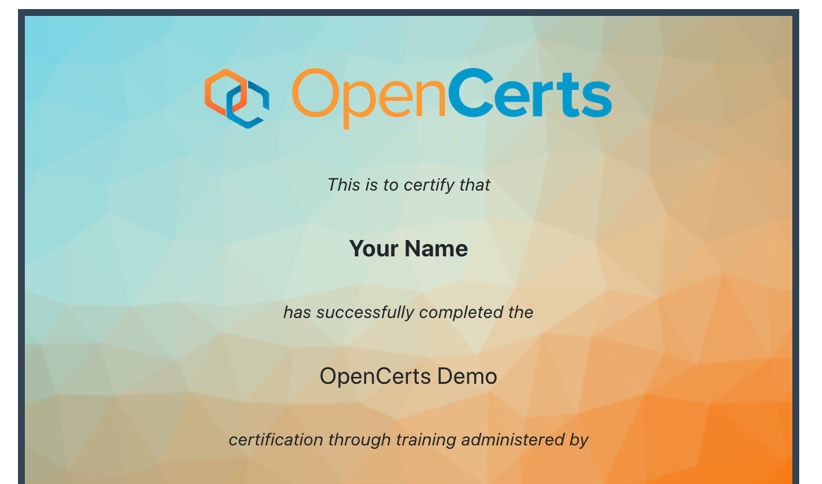 OpenCerts
This is to certify that
Your Name
has successfully completed the
OpenCerts Demo
certification through training administered by